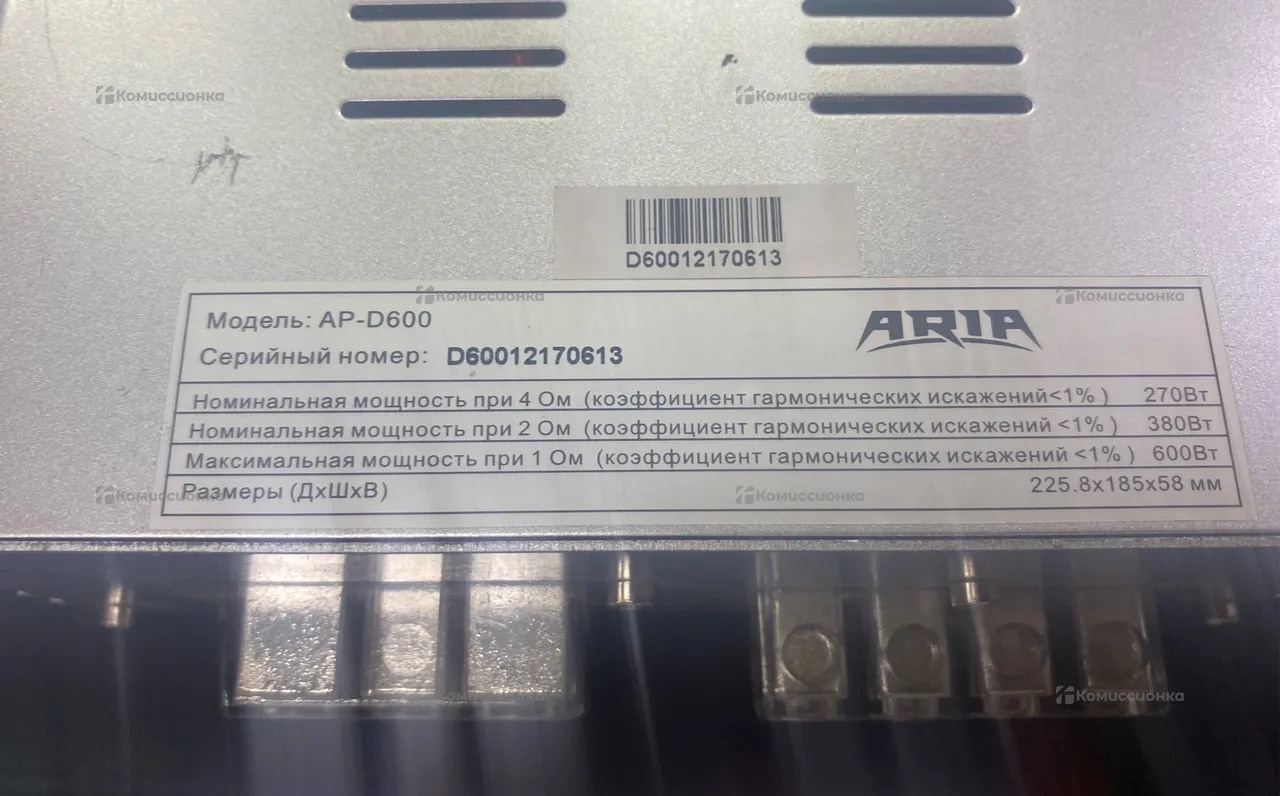 Комиссионка
Комиссионка
D60012170613
Комиссионка
Комиссионка
Модель: AP-D600
ARIA
Серийный номер: D60012170613
Номинальная мощность при 4 Ом (коэффициент гармонических искажений<1% ) 270Вт
Номинальная мощность при 2 Ом (коэффициент гармонических искажений <1% ) 380Вт
Максимальная мощность при 1 Ом (коэффициент гармонических искажений <1% ) 600Вт
Размеры (ДхШхВ) 225.8х185х58 мм
Комиссионка
Комиссионка
Комиссионка